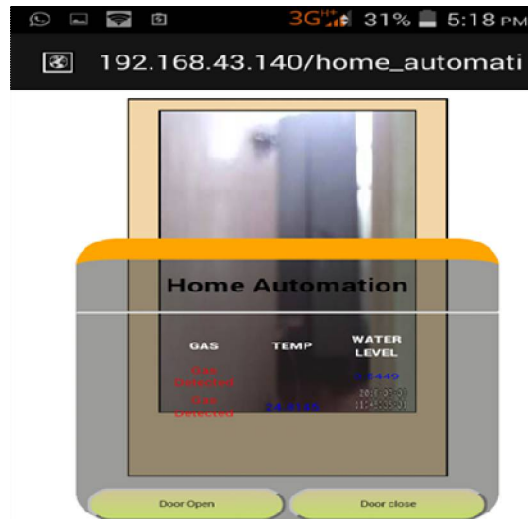 3G H+ 31% 5:18 PM
192.168.43.140/home_automati
Home Automation
GAS TEMP WATER LEVEL
Gas Detected
Gas Detected
Door Open Door close